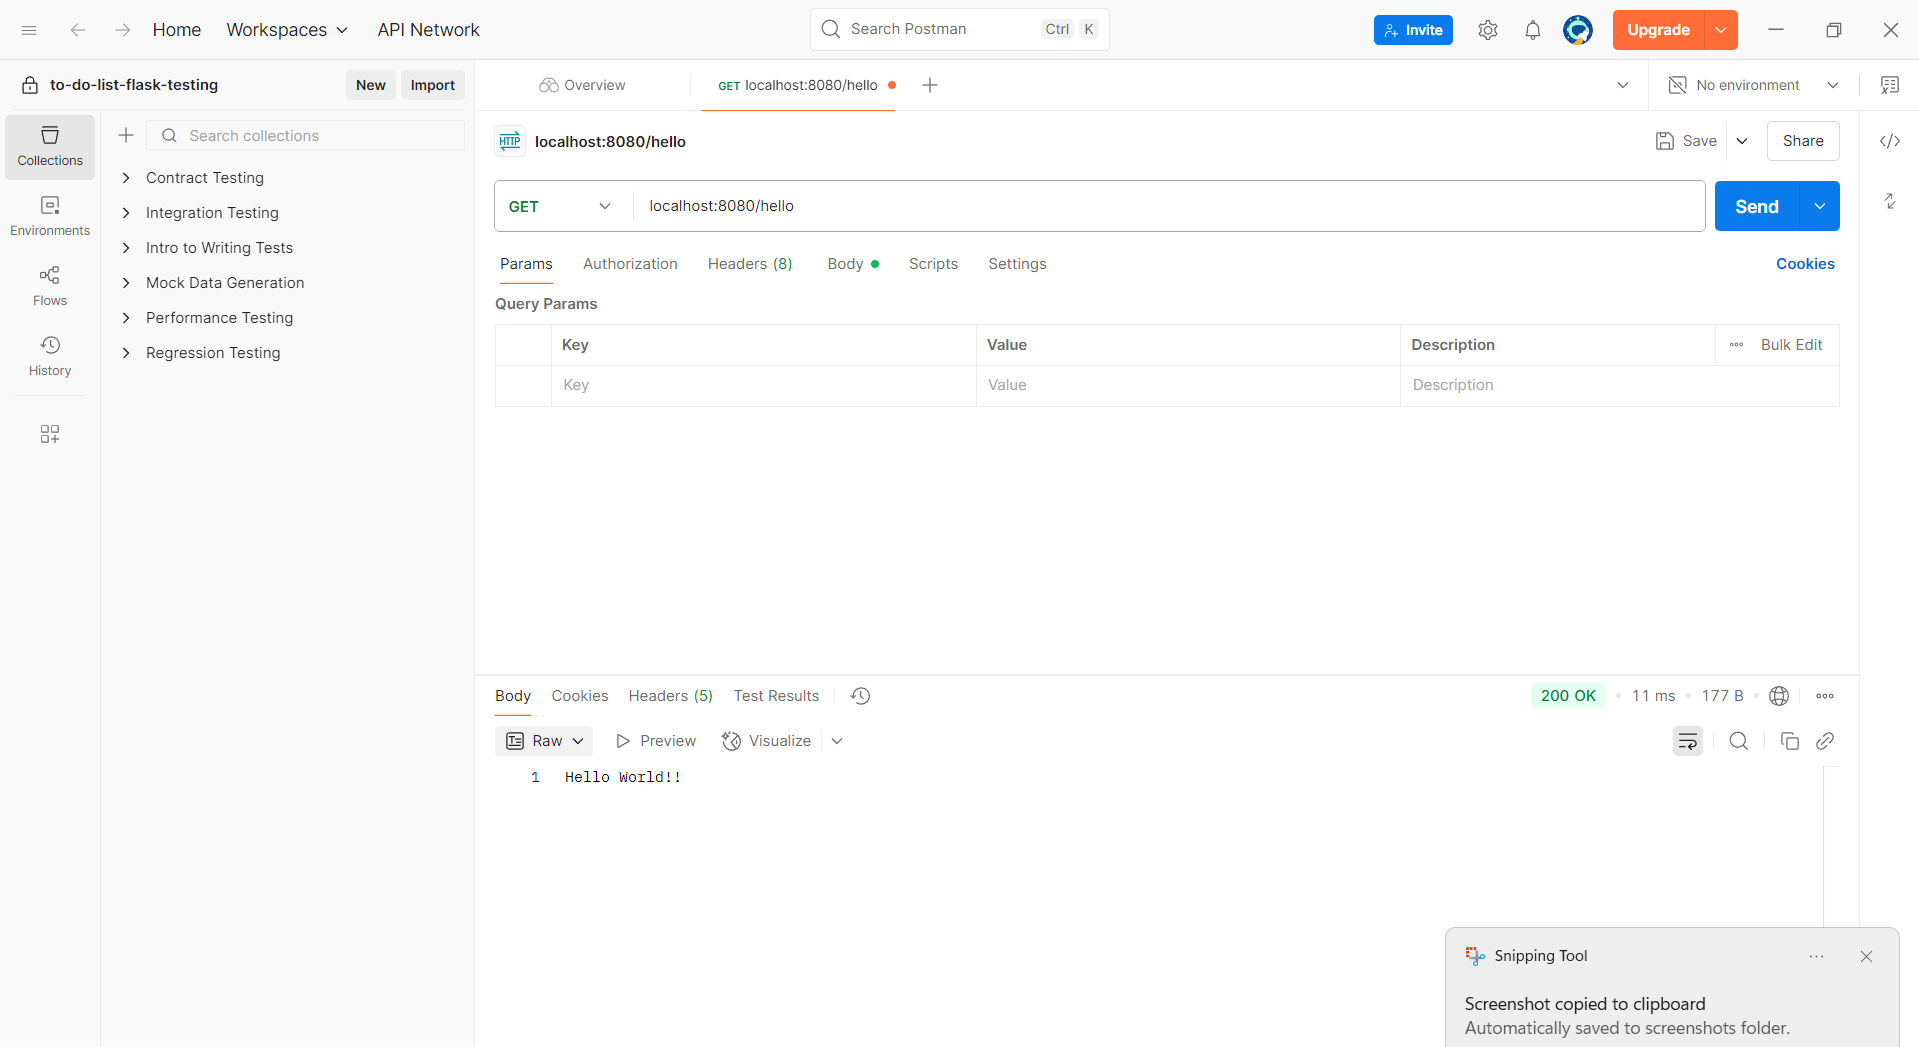 Home Workspaces API Network Search Postman Ctrl K Invite Upgrade
to-do-list-flask-testing New Import
Overview GET localhost:8080/hello No environment
Collections
Environments
Flows
History
Search collections
Contract Testing
Integration Testing
Intro to Writing Tests
Mock Data Generation
Performance Testing
Regression Testing
HTTP localhost:8080/hello Save Share
GET localhost:8080/hello Send
Params Authorization Headers (8) Body Scripts Settings Cookies
Query Params
Key Value Description Bulk Edit
Key Value Description
Body Cookies Headers (5) Test Results 200 OK 11 ms 177 B
Raw Preview Visualize
1 Hello World!!
Snipping Tool
Screenshot copied to clipboard
Automatically saved to screenshots folder.